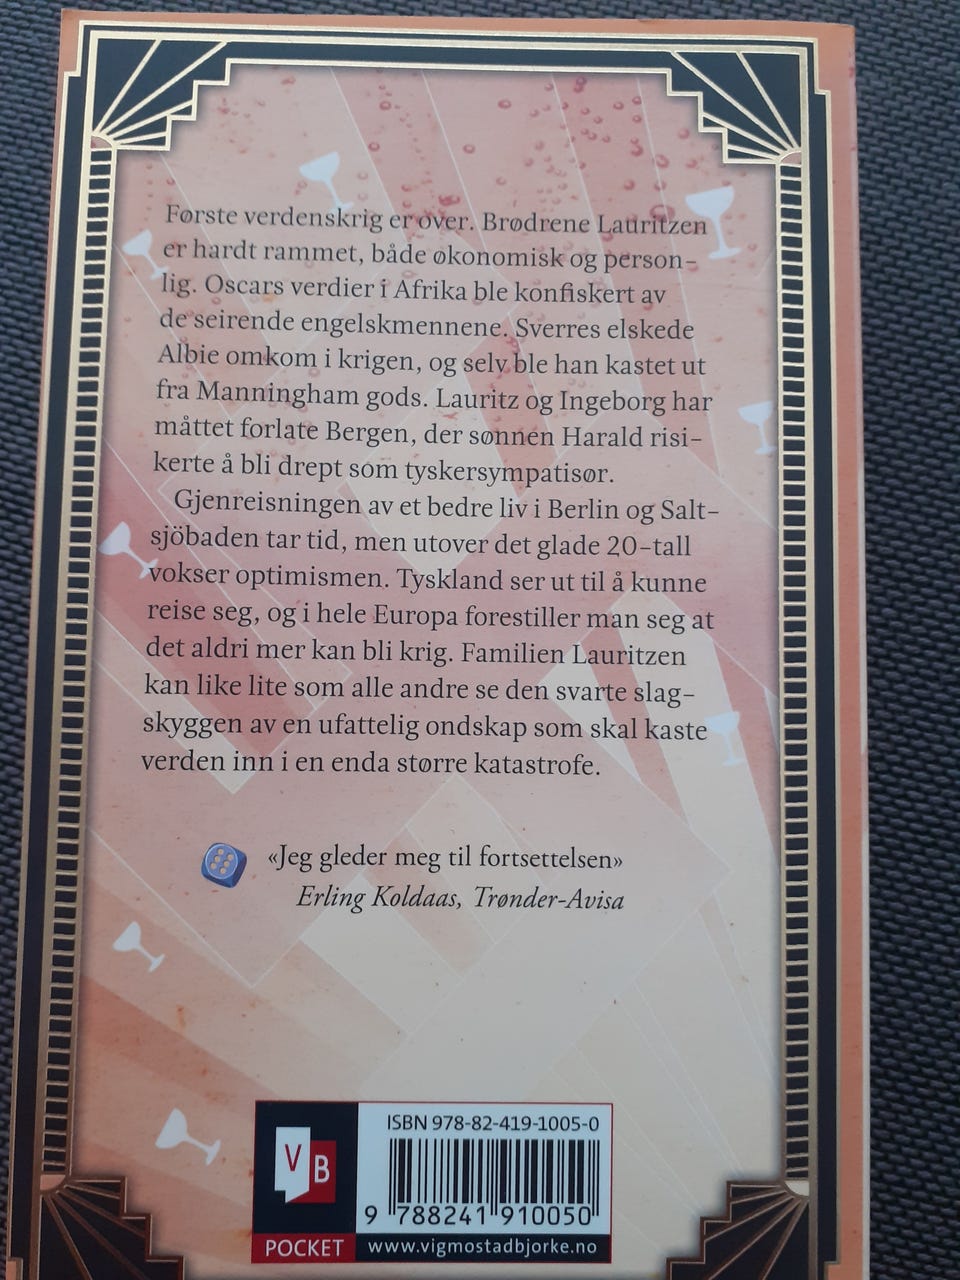 Første verdenskrig er over. Brødrene Lauritzen
er hardt rammet, både økonomisk og person-
lig. Oscars verdier i Afrika ble konfiskert av
de seirende engelskmennene. Sverres elskede
Albie omkom i krigen, og selv ble han kastet ut
fra Manningham gods. Lauritz og Ingeborg har
måttet forlate Bergen, der sønnen Harald risi-
kerte å bli drept som tyskersympatisør.
Gjenreisningen av et bedre liv i Berlin og Salt-
sjöbaden tar tid, men utover det glade 20-tall
vokser optimismen. Tyskland ser ut til å kunne
reise seg, og i hele Europa forestiller man seg at
det aldri mer kan bli krig. Familien Lauritzen
kan like lite som alle andre se den svarte slag-
skyggen av en ufattelig ondskap som skal kaste
verden inn i en enda større katastrofe.
«Jeg gleder meg til fortsettelsen»
Erling Koldaas, Trønder-Avisa
ISBN 978-82-419-1005-0
VB
9 788241 910050
POCKET www.vigmostadbjorke.no